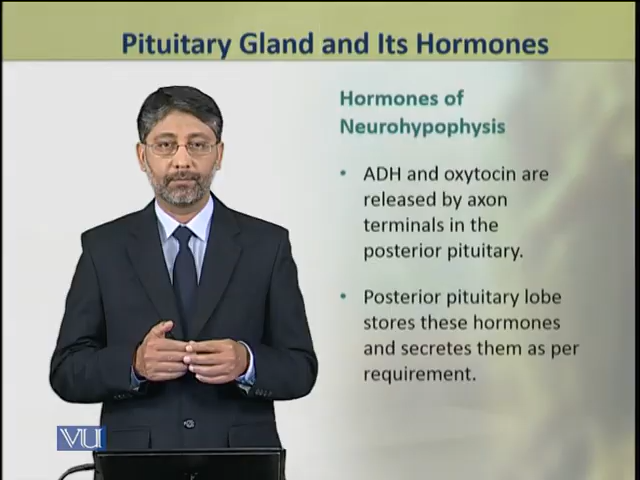 Pituitary Gland and Its Hormones
Hormones of
Neurohypophysis
• ADH and oxytocin are
released by axon
terminals in the
posterior pituitary.
• Posterior pituitary lobe
stores these hormones
and secretes them as per
requirement.
VU